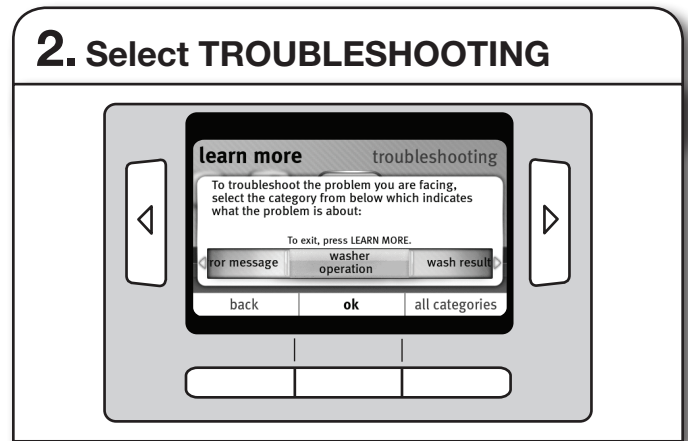 2. Select TROUBLESHOOTING
learn more troubleshooting
To troubleshoot the problem you are facing,
select the category from below which indicates
what the problem is about:
To exit, press LEARN MORE.
ror message washer operation wash result
back ok all categories